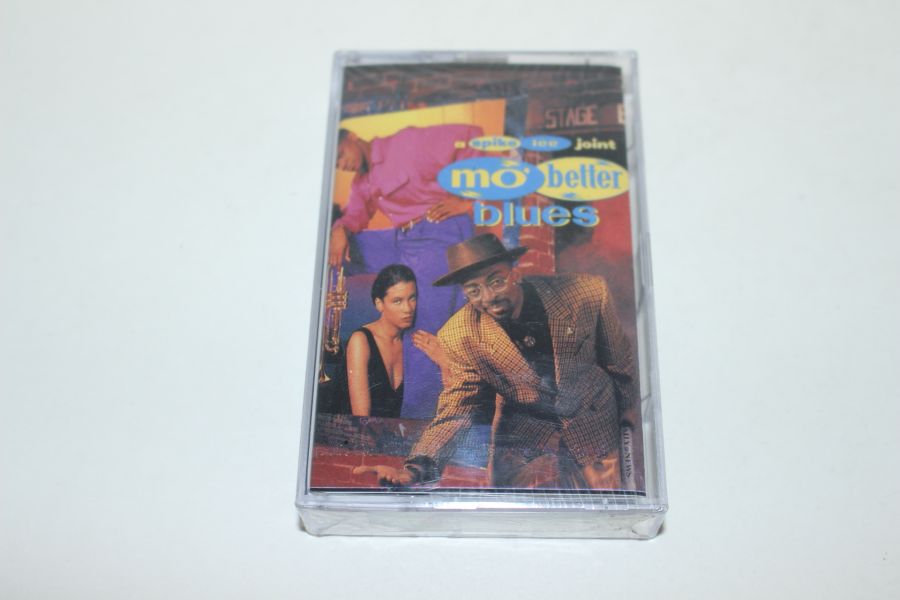 STAGE
a spike lee joint
mo' better
blues